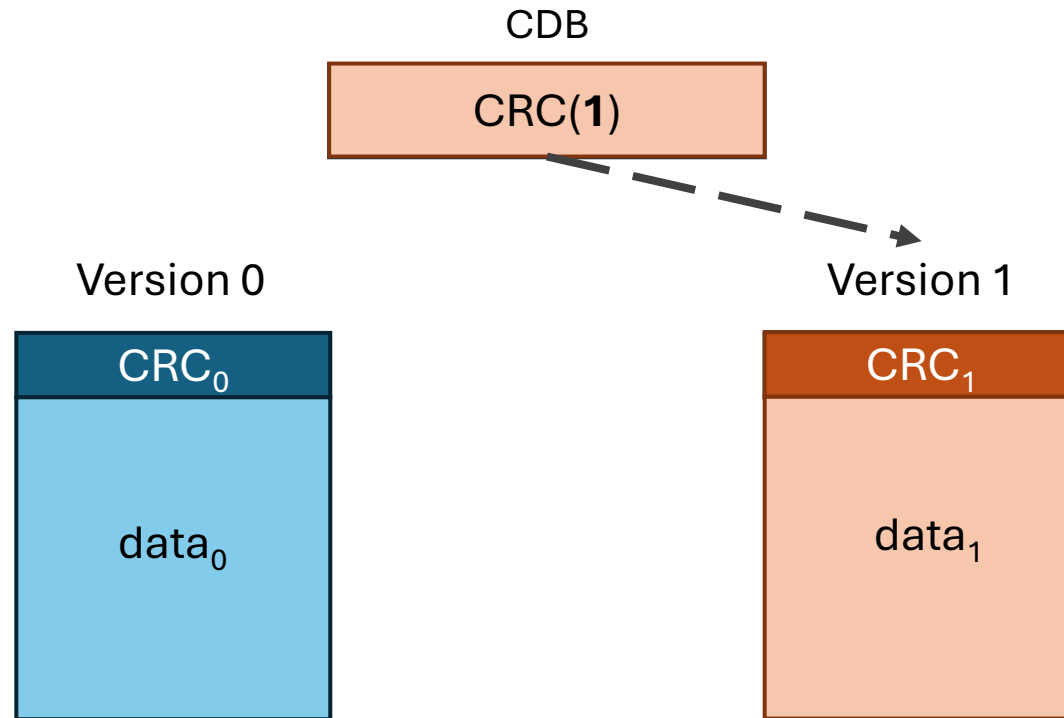 CDB
CRC(1)
Version 0
Version 1
CRC₀
CRC₁
data₀
data₁